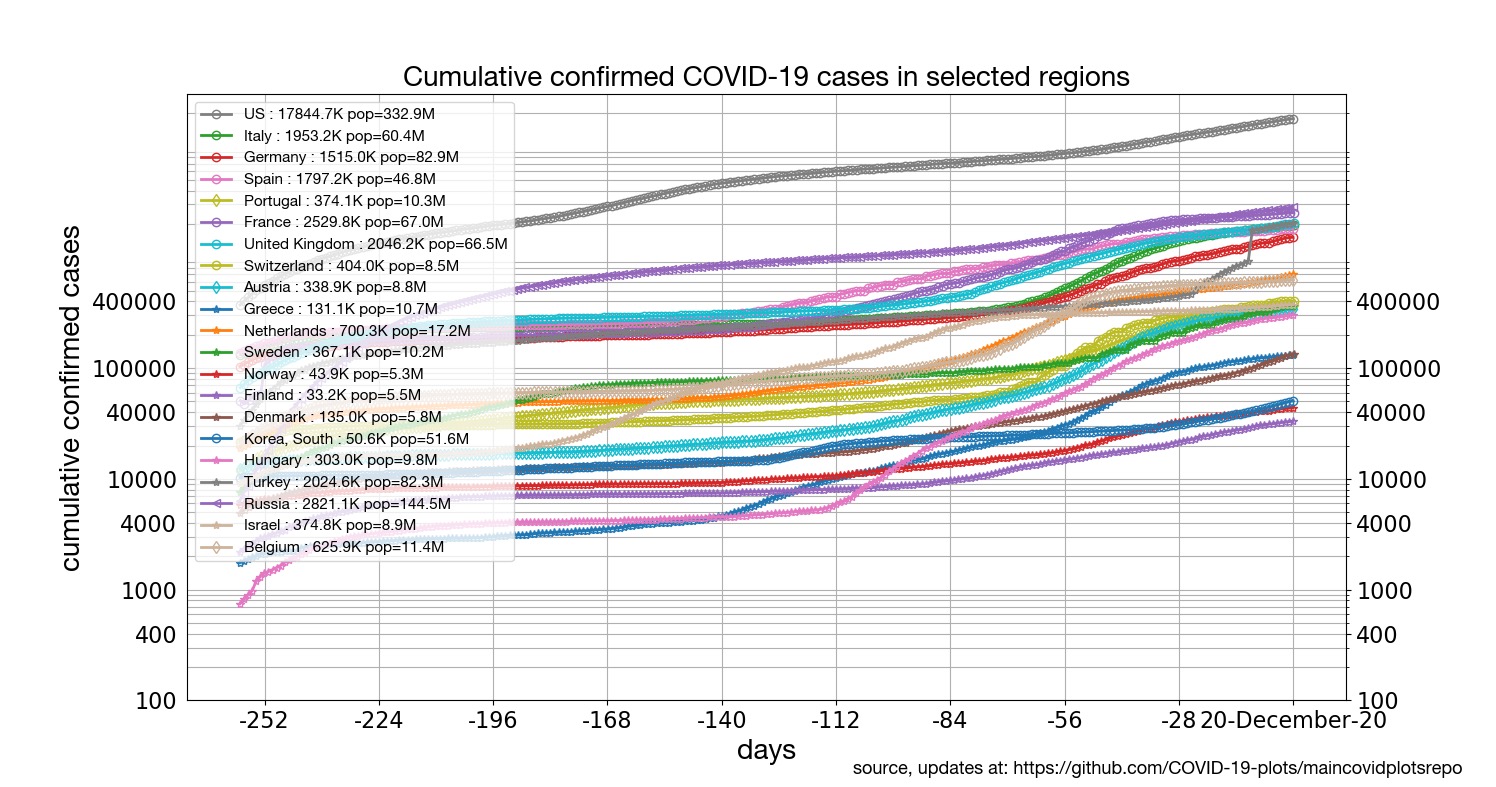 Cumulative confirmed COVID-19 cases in selected regions
US : 17844.7K pop=332.9M
Italy : 1953.2K pop=60.4M
Germany : 1515.0K pop=82.9M
Spain : 1797.2K pop=46.8M
Portugal : 374.1K pop=10.3M
France : 2529.8K pop=67.0M
United Kingdom : 2046.2K pop=66.5M
Switzerland : 404.0K pop=8.5M
Austria : 338.9K pop=8.8M
Greece : 131.1K pop=10.7M
Netherlands : 700.3K pop=17.2M
Sweden : 367.1K pop=10.2M
Norway : 43.9K pop=5.3M
Finland : 33.2K pop=5.5M
Denmark : 135.0K pop=5.8M
Korea, South : 50.6K pop=51.6M
Hungary : 303.0K pop=9.8M
Turkey : 2024.6K pop=82.3M
Russia : 2821.1K pop=144.5M
Israel : 374.8K pop=8.9M
Belgium : 625.9K pop=11.4M
cumulative confirmed cases
400000
100000
40000
10000
4000
1000
400
100
400000
100000
40000
10000
4000
1000
400
100
-252 -224 -196 -168 -140 -112 -84 -56 -28 20-December-20
days
source, updates at: https://github.com/COVID-19-plots/maincovidplotsrepo